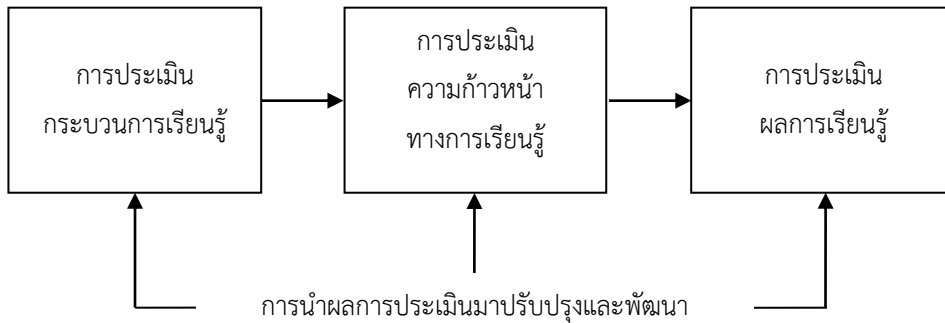 การประเมิน
กระบวนการเรียนรู้
การประเมิน
ความก้าวหน้า
ทางการเรียนรู้
การประเมิน
ผลการเรียนรู้
การนำผลการประเมินมาปรับปรุงและพัฒนา